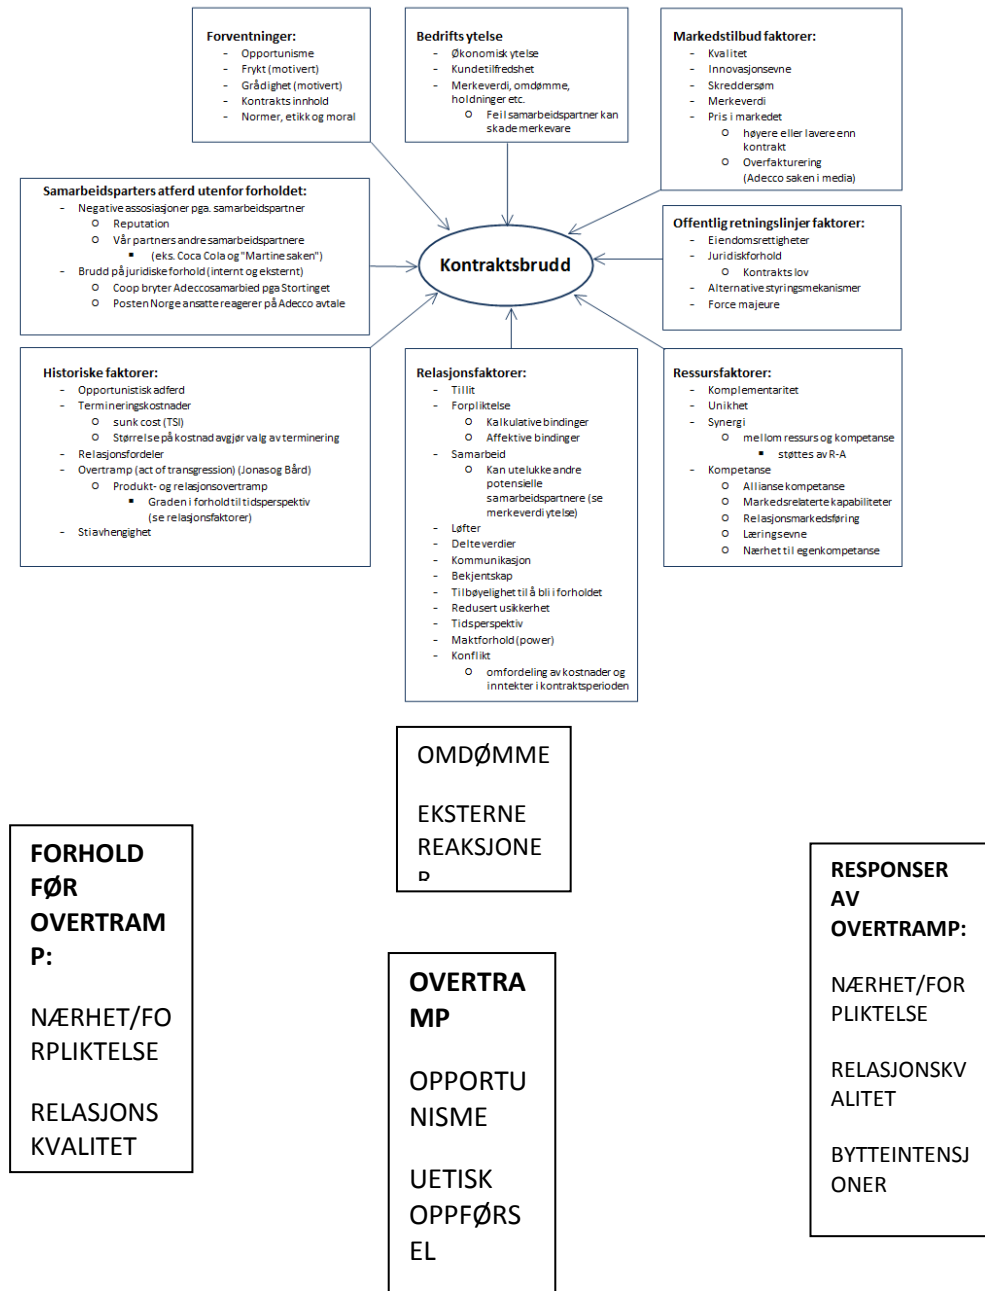 Forventninger:
- Opportunisme
- Frykt (motivert)
- Grådighet (motivert)
- Kontrakts innhold
- Normer, etikk og moral
Bedrifts ytelse
- Økonomisk ytelse
- Kundetilfredshet
- Merkeverdi, omdømme,
holdninger etc.
o Feil samarbeidspartner kan
skade merkevare
Markedstilbud faktorer:
- Kvalitet
- Innovasjonsevne
- Skreddersøm
- Merkeverdi
- Pris i markedet
o høyere eller lavere enn
kontrakt
o Overfakturering
(Adecco saken i media)
Samarbeidsparters atferd utenfor forholdet:
- Negative assosiasjoner pga. samarbeidspartner
o Reputation
o Vår partners andre samarbeidspartnere
▪ (eks. Coca Cola og "Martine saken")
- Brudd på juridiske forhold (internt og eksternt)
o Coop bryter Adeccosamarbied pga Stortinget
o Posten Norge ansatte reagerer på Adecco avtale
Kontraktsbrudd
Offentlig retningslinjer faktorer:
- Eiendomsrettigheter
- Juridiskforhold
o Kontrakts lov
- Alternative styringsmekanismer
- Force majeure
Historiske faktorer:
- Opportunistisk adferd
- Termineringskostnader
o sunk cost (TSI)
o Størrelse på kostnad avgjør valg av terminering
- Relasjonsfordeler
- Overtramp (act of transgression) (Jonas og Bård)
o Produkt- og relasjonsovertramp
▪ Graden i forhold til tidsperspektiv
(se relasjonsfaktorer)
- Stiavhengighet
Relasjonsfaktorer:
- Tillit
- Forpliktelse
o Kalkulative bindinger
o Affektive bindinger
- Samarbeid
o Kan utelukke andre
potensielle
samarbeidspartnere (se
merkeverdi ytelse)
- Løfter
- Delte verdier
- Kommunikasjon
- Bekjentskap
- Tilbøyelighet til å bli i forholdet
- Redusert usikkerhet
- Tidsperspektiv
- Maktforhold (power)
- Konflikt
o omfordeling av kostnader og
inntekter i kontraktsperioden
Ressursfaktorer:
- Komplementaritet
- Unikhet
- Synergi
o mellom ressurs og kompetanse
▪ støttes av R-A
- Kompetanse
o Allianse kompetanse
o Markedsrelaterte kapabiliteter
o Relasjonsmarkedsføring
o Læringsevne
o Nærhet til egenkompetanse
OMDØMME
EKSTERNE
REAKSJONE
R
FORHOLD
FØR
OVERTRAM
P:
NÆRHET/FO
RPLIKTELSE
RELASJONS
KVALITET
OVERTRA
MP
OPPORTU
NISME
UETISK
OPPFØRS
EL
RESPONSER
AV
OVERTRAMP:
NÆRHET/FOR
PLIKTELSE
RELASJONSKV
ALITET
BYTTEINTENSJ
ONER